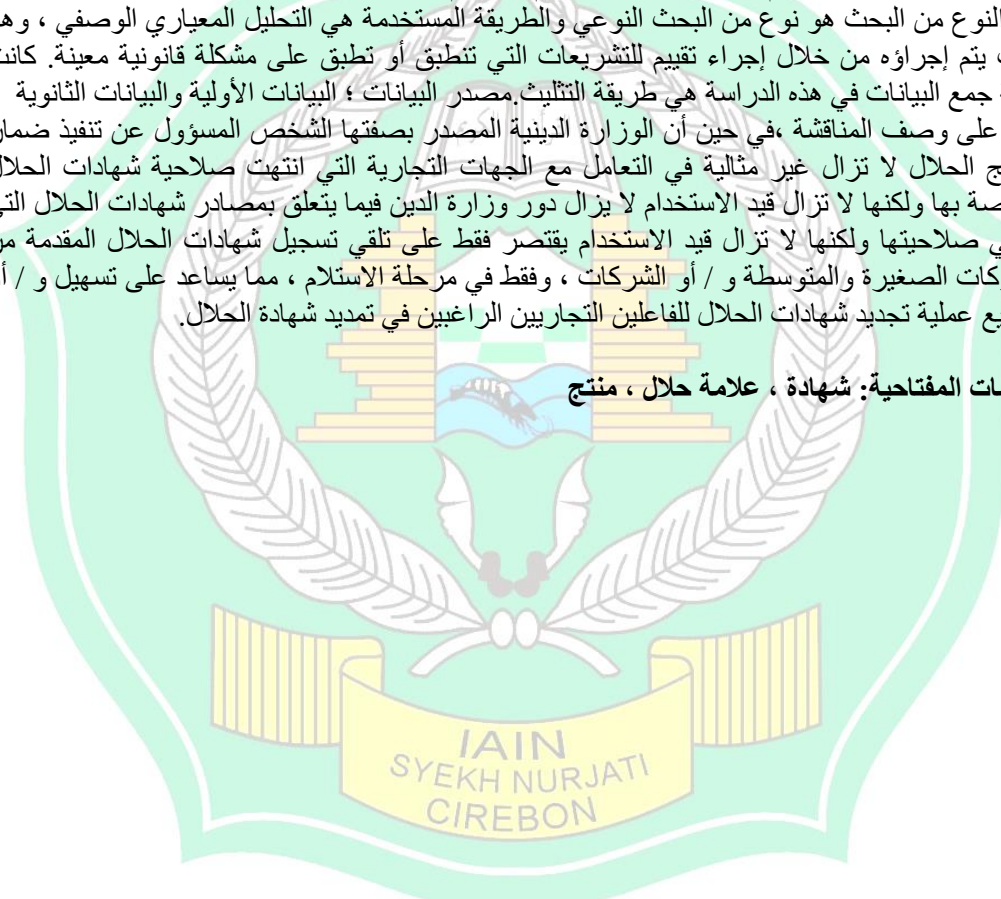 النوع من البحث هو نوع من البحث النوعي والطريقة المستخدمة هي التحليل المعياري الوصفي ، وه
يتم إجراؤه من خلال إجراء تقييم للتشريعات التي تنطبق أو تطبق على مشكلة قانونية معينة. كانت
جمع البيانات في هذه الدراسة هي طريقة التثليث.مصدر البيانات ؛ البيانات الأولية والبيانات الثانوية
على وصف المناقشة ،في حين أن الوزارة الدينية المصدر بصفتها الشخص المسؤول عن تنفيذ ضمان
الحلال لا تزال غير مثالية في التعامل مع الجهات التجارية التي انتهت صلاحية شهادات الحلال
بها ولكنها لا تزال قيد الاستخدام لا يزال دور وزارة الدين فيما يتعلق بمصادر شهادات الحلال
صلاحيتها ولكنها لا تزال قيد الاستخدام يقتصر فقط على تلقي تسجيل شهادات الحلال المقدمة
الصغيرة والمتوسطة و / أو الشركات ، وفقط في مرحلة الاستلام ، مما يساعد على تسهيل و /
عملية تجديد شهادات الحلال للفاعلين التجاريين الراغبين في تمديد شهادة الحلال.
المفتاحية: شهادة ، علامة حلال ، منتج
IAIN
SYEKH NURJATI
CIREBON